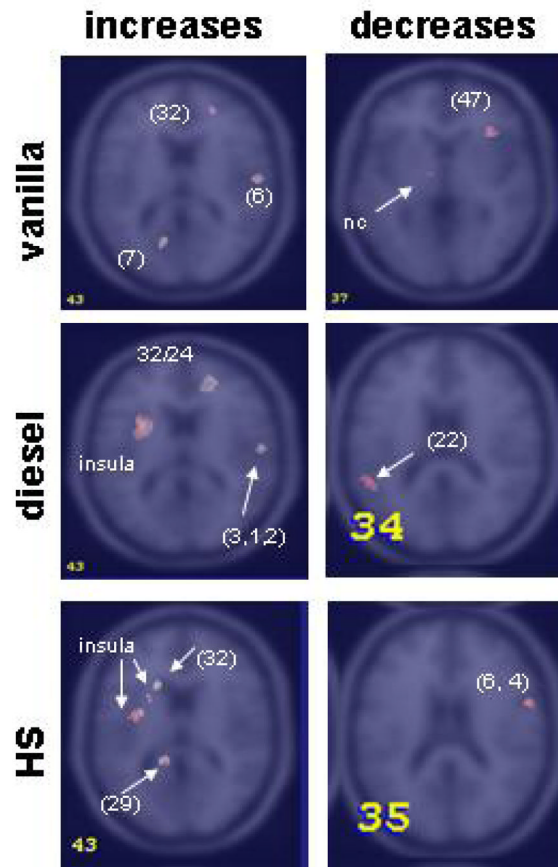 increases
decreases
vanilla
(32)
(6)
(7)
43
(47)
nc
37
diesel
32/24
insula
(3,1,2)
43
(22)
34
HS
insula
(32)
(29)
43
(6, 4)
35